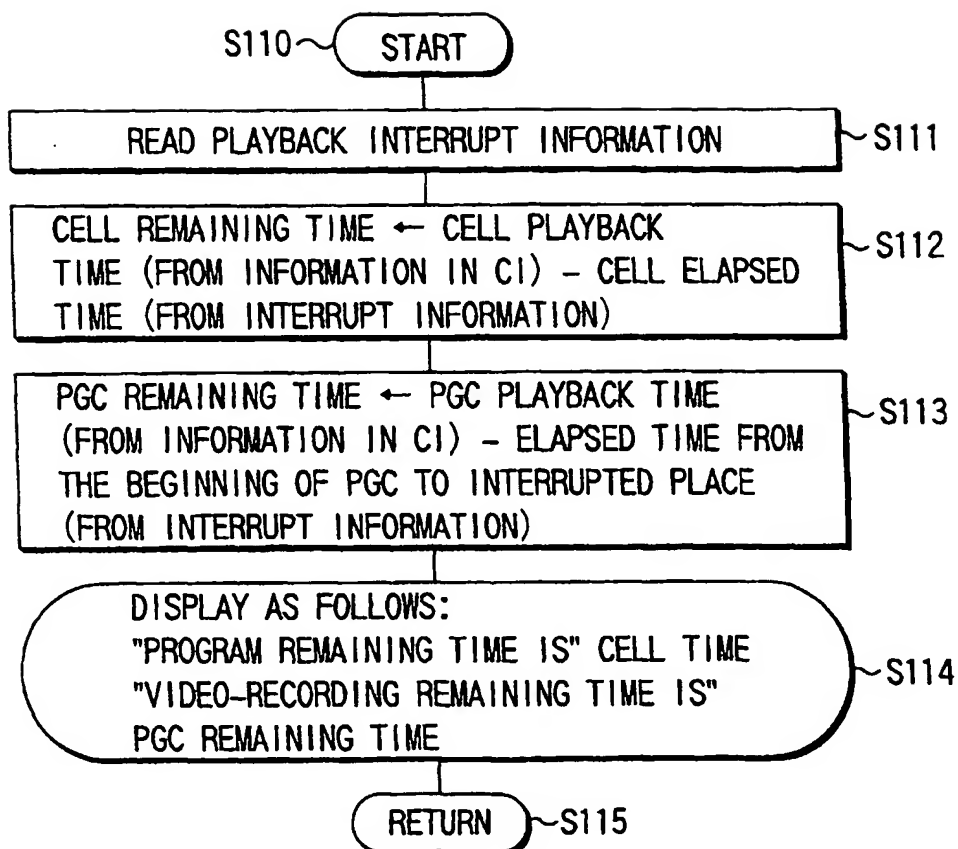 S110 START
READ PLAYBACK INTERRUPT INFORMATION S111
CELL REMAINING TIME ← CELL PLAYBACK
TIME (FROM INFORMATION IN CI) – CELL ELAPSED
TIME (FROM INTERRUPT INFORMATION)
S112
PGC REMAINING TIME ← PGC PLAYBACK TIME
(FROM INFORMATION IN CI) – ELAPSED TIME FROM
THE BEGINNING OF PGC TO INTERRUPTED PLACE
(FROM INTERRUPT INFORMATION)
S113
DISPLAY AS FOLLOWS:
"PROGRAM REMAINING TIME IS" CELL TIME
"VIDEO-RECORDING REMAINING TIME IS"
PGC REMAINING TIME
S114
RETURN S115